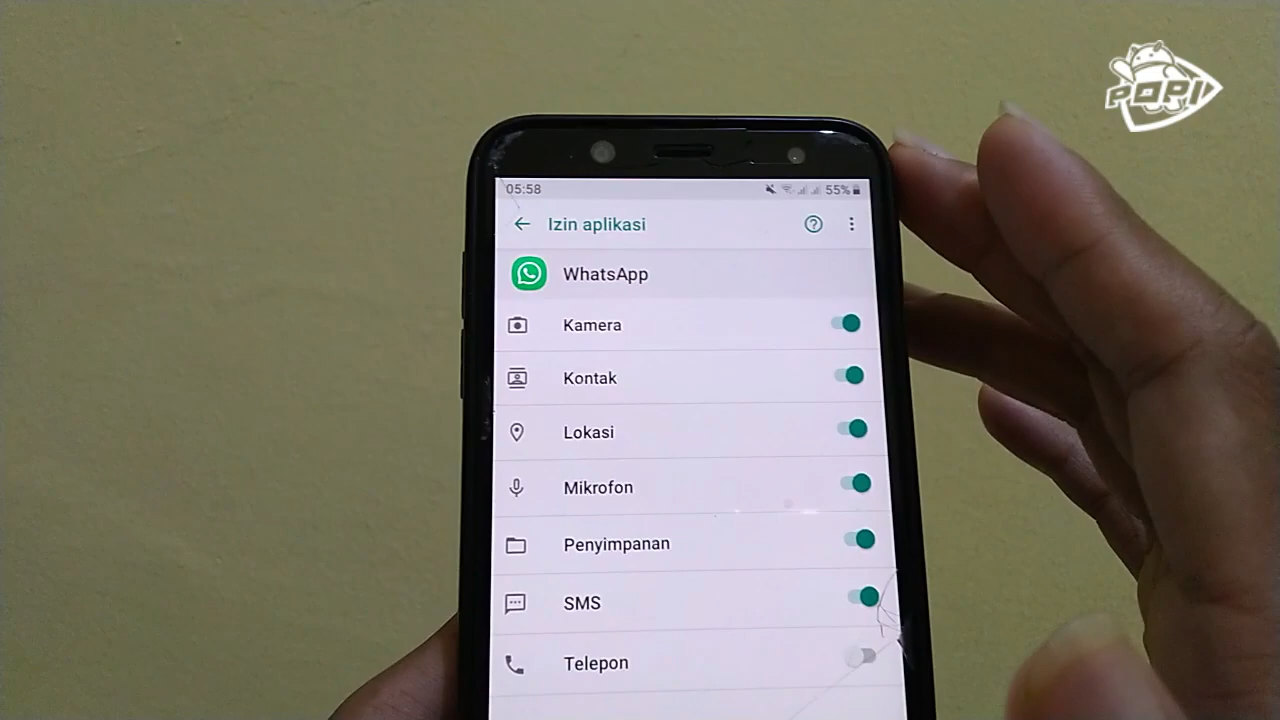 POPI
05:58 55%
Izin aplikasi
WhatsApp
Kamera
Kontak
Lokasi
Mikrofon
Penyimpanan
SMS
Telepon